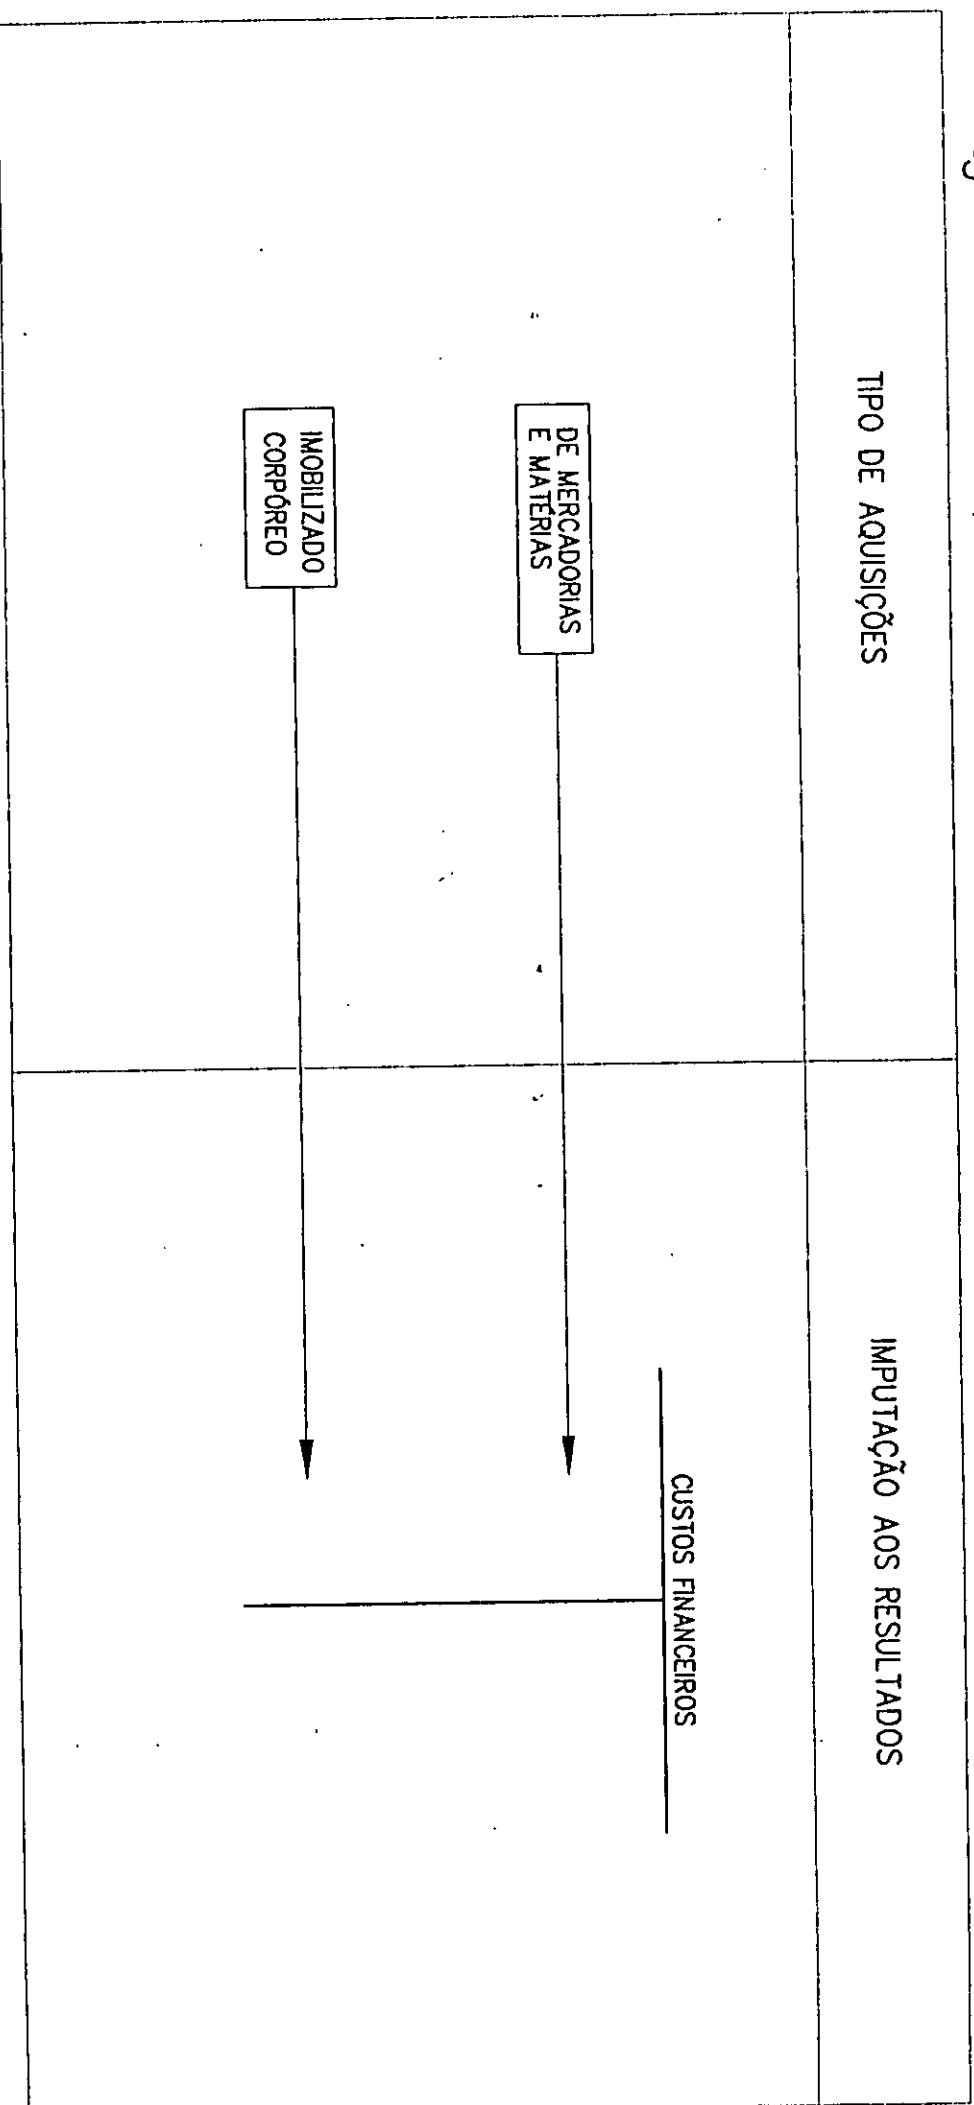 TIPO DE AQUISIÇÕES
IMPUTAÇÃO AOS RESULTADOS
CUSTOS FINANCEIROS
DE MERCADORIAS
E MATÉRIAS
IMOBILIZADO
CORPÓREO